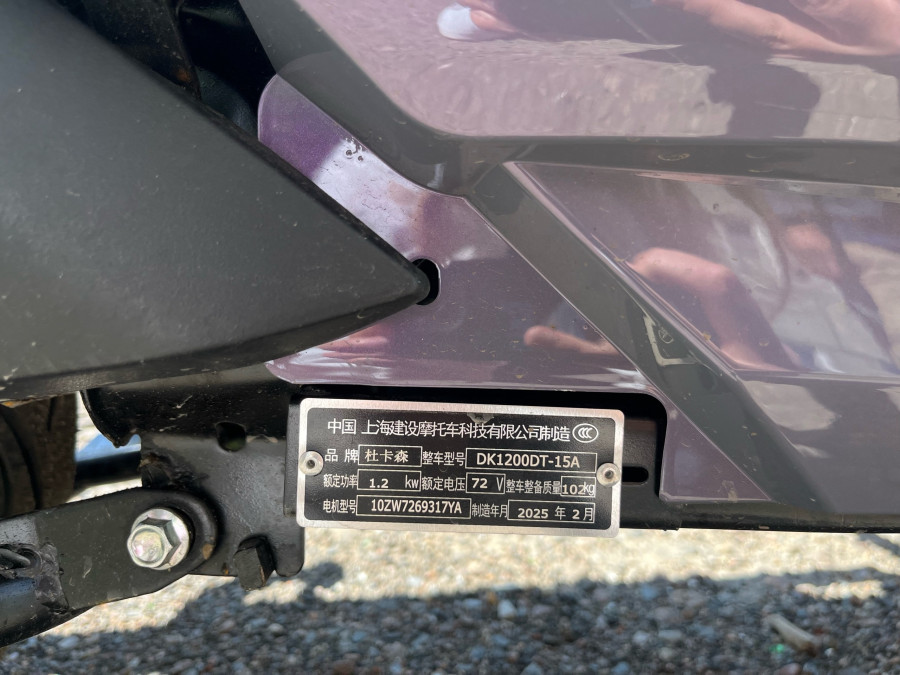 中国 上海建设摩托车科技有限公司制造 CCC
品牌 杜卡森 整车型号 DK1200DT-15A
额定功率 1.2 kw 额定电压 72 V 整车整备质量 102kg
电机型号 10ZW7269317YA 制造年月 2025 年 2 月